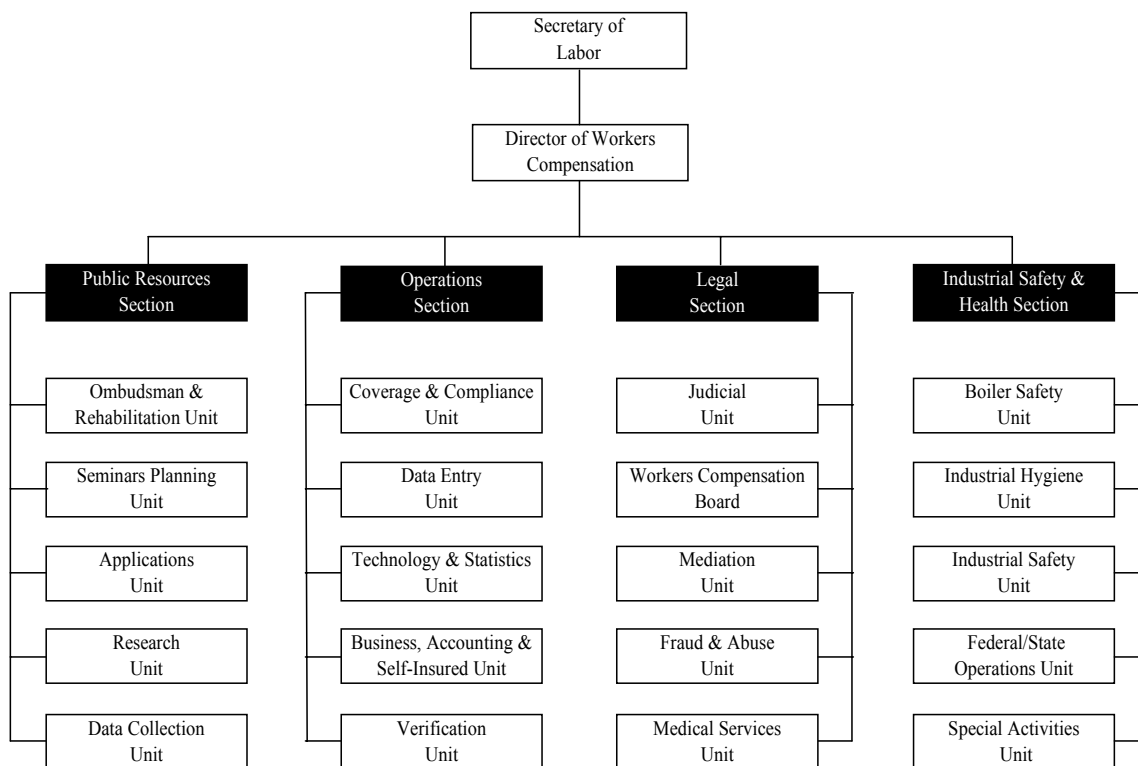 Secretary of
Labor
Director of Workers
Compensation
Public Resources
Section
Ombudsman &
Rehabilitation Unit
Seminars Planning
Unit
Applications
Unit
Research
Unit
Data Collection
Unit
Operations
Section
Coverage & Compliance
Unit
Data Entry
Unit
Technology & Statistics
Unit
Business, Accounting &
Self-Insured Unit
Verification
Unit
Legal
Section
Judicial
Unit
Workers Compensation
Board
Mediation
Unit
Fraud & Abuse
Unit
Medical Services
Unit
Industrial Safety &
Health Section
Boiler Safety
Unit
Industrial Hygiene
Unit
Industrial Safety
Unit
Federal/State
Operations Unit
Special Activities
Unit